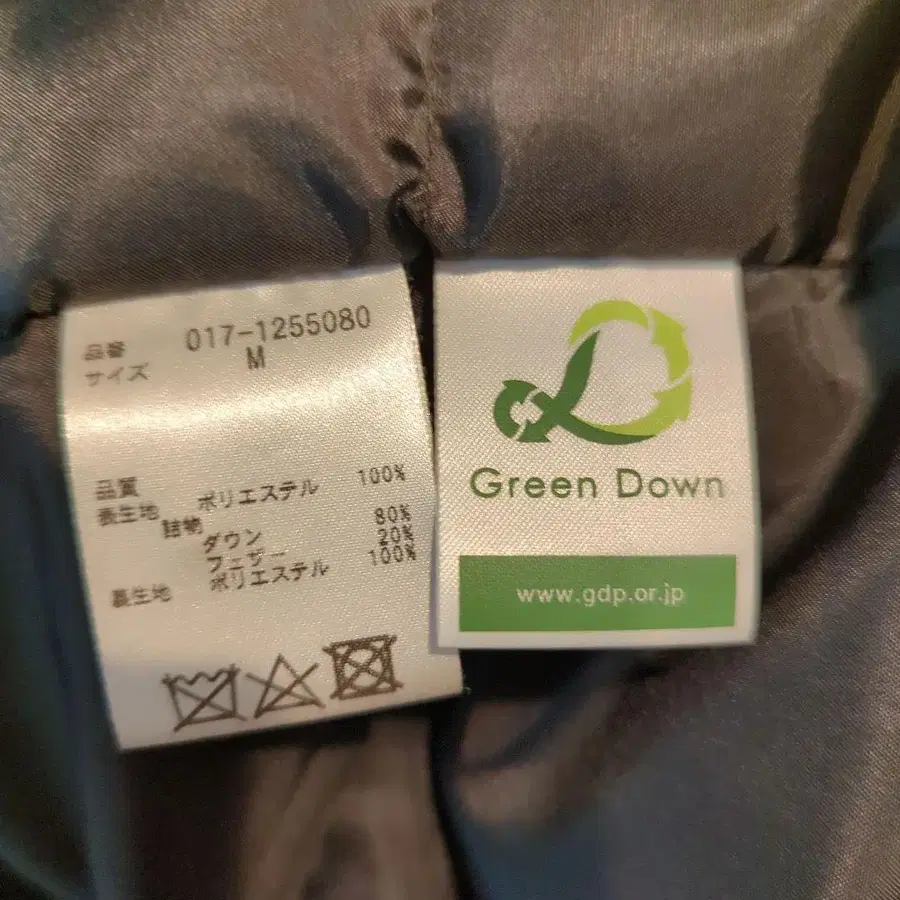 品番 017-1255080
サイズ M
品質
表生地 ポリエステル 100%
詰物
ダウン 80%
フェザー 20%
裏生地 ポリエステル 100%
Green Down
www.gdp.or.jp